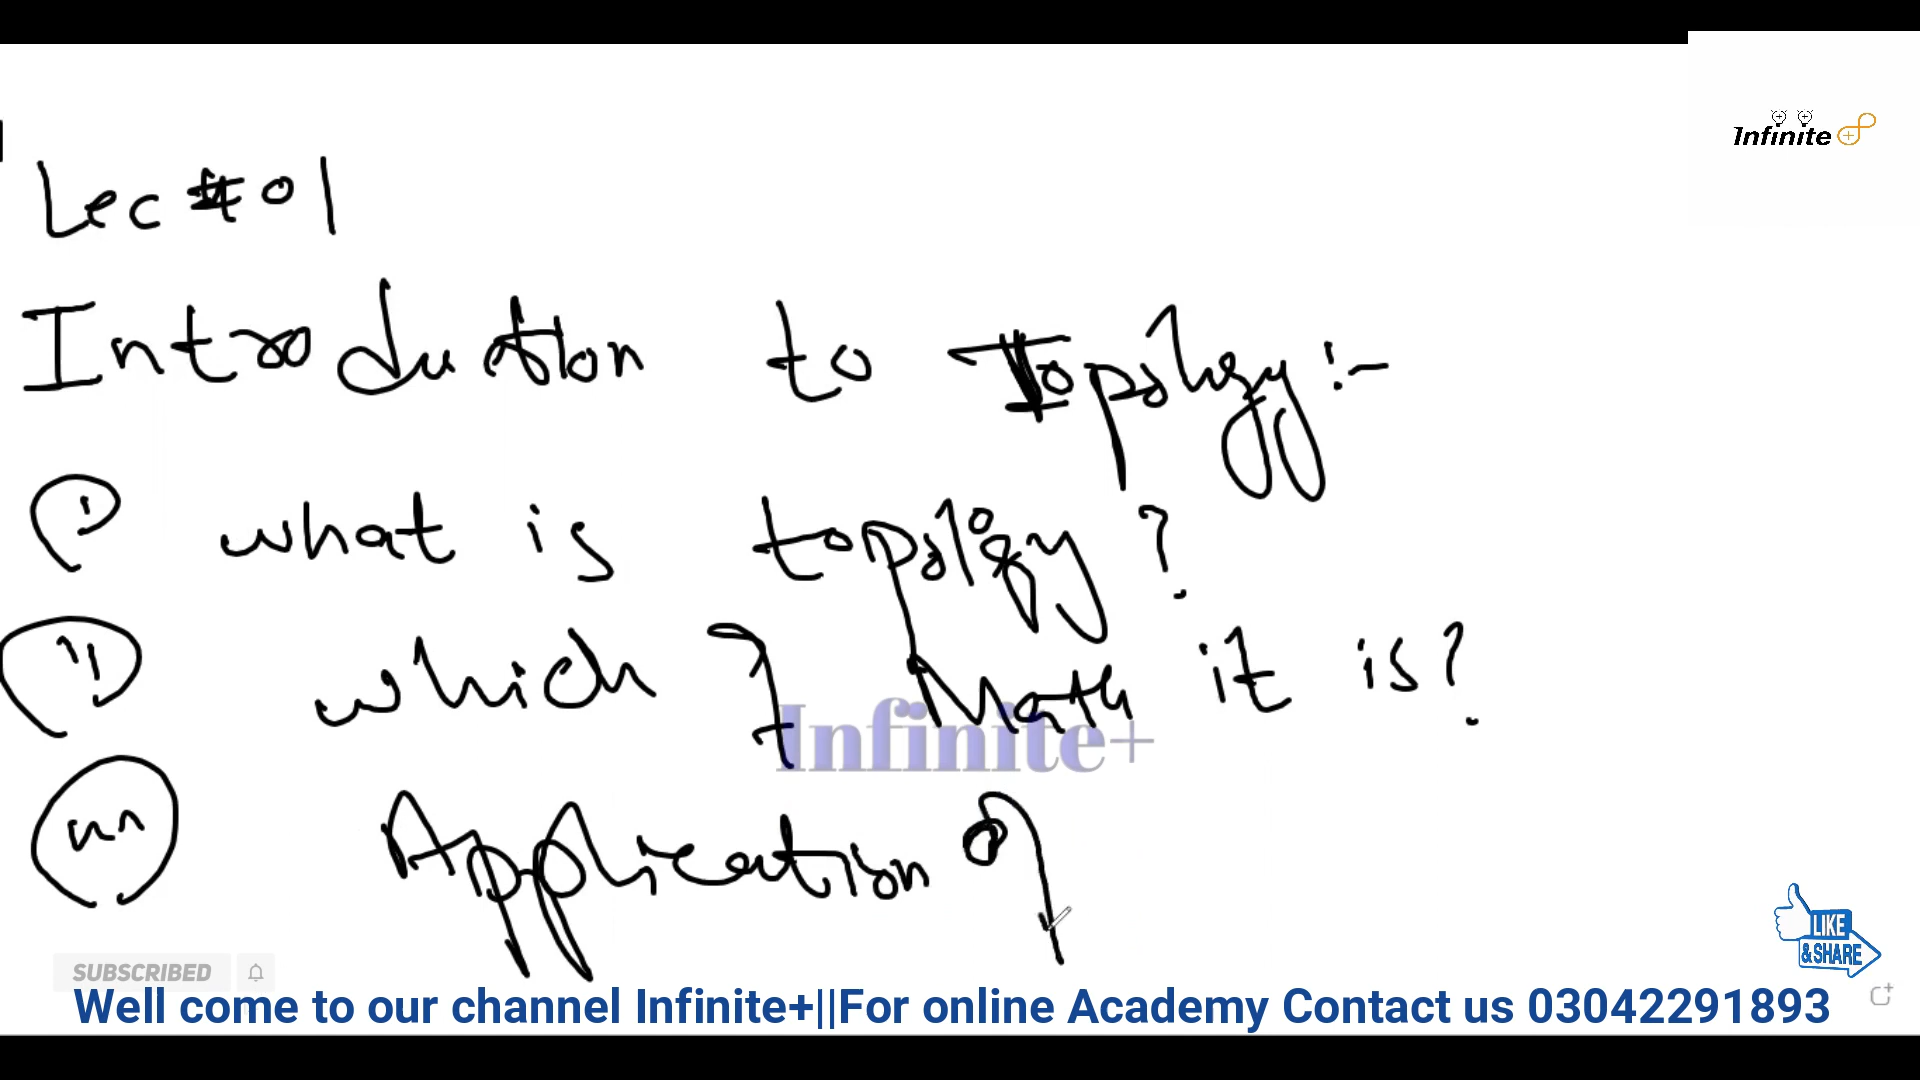 Infinite
Lec #01
Introduction to Topology:-
i what is topology?
ii which of Math it is?
iii Application of
Infinite+
LIKE
& SHARE
SUBSCRIBED
Well come to our channel Infinite+||For online Academy Contact us 03042291893